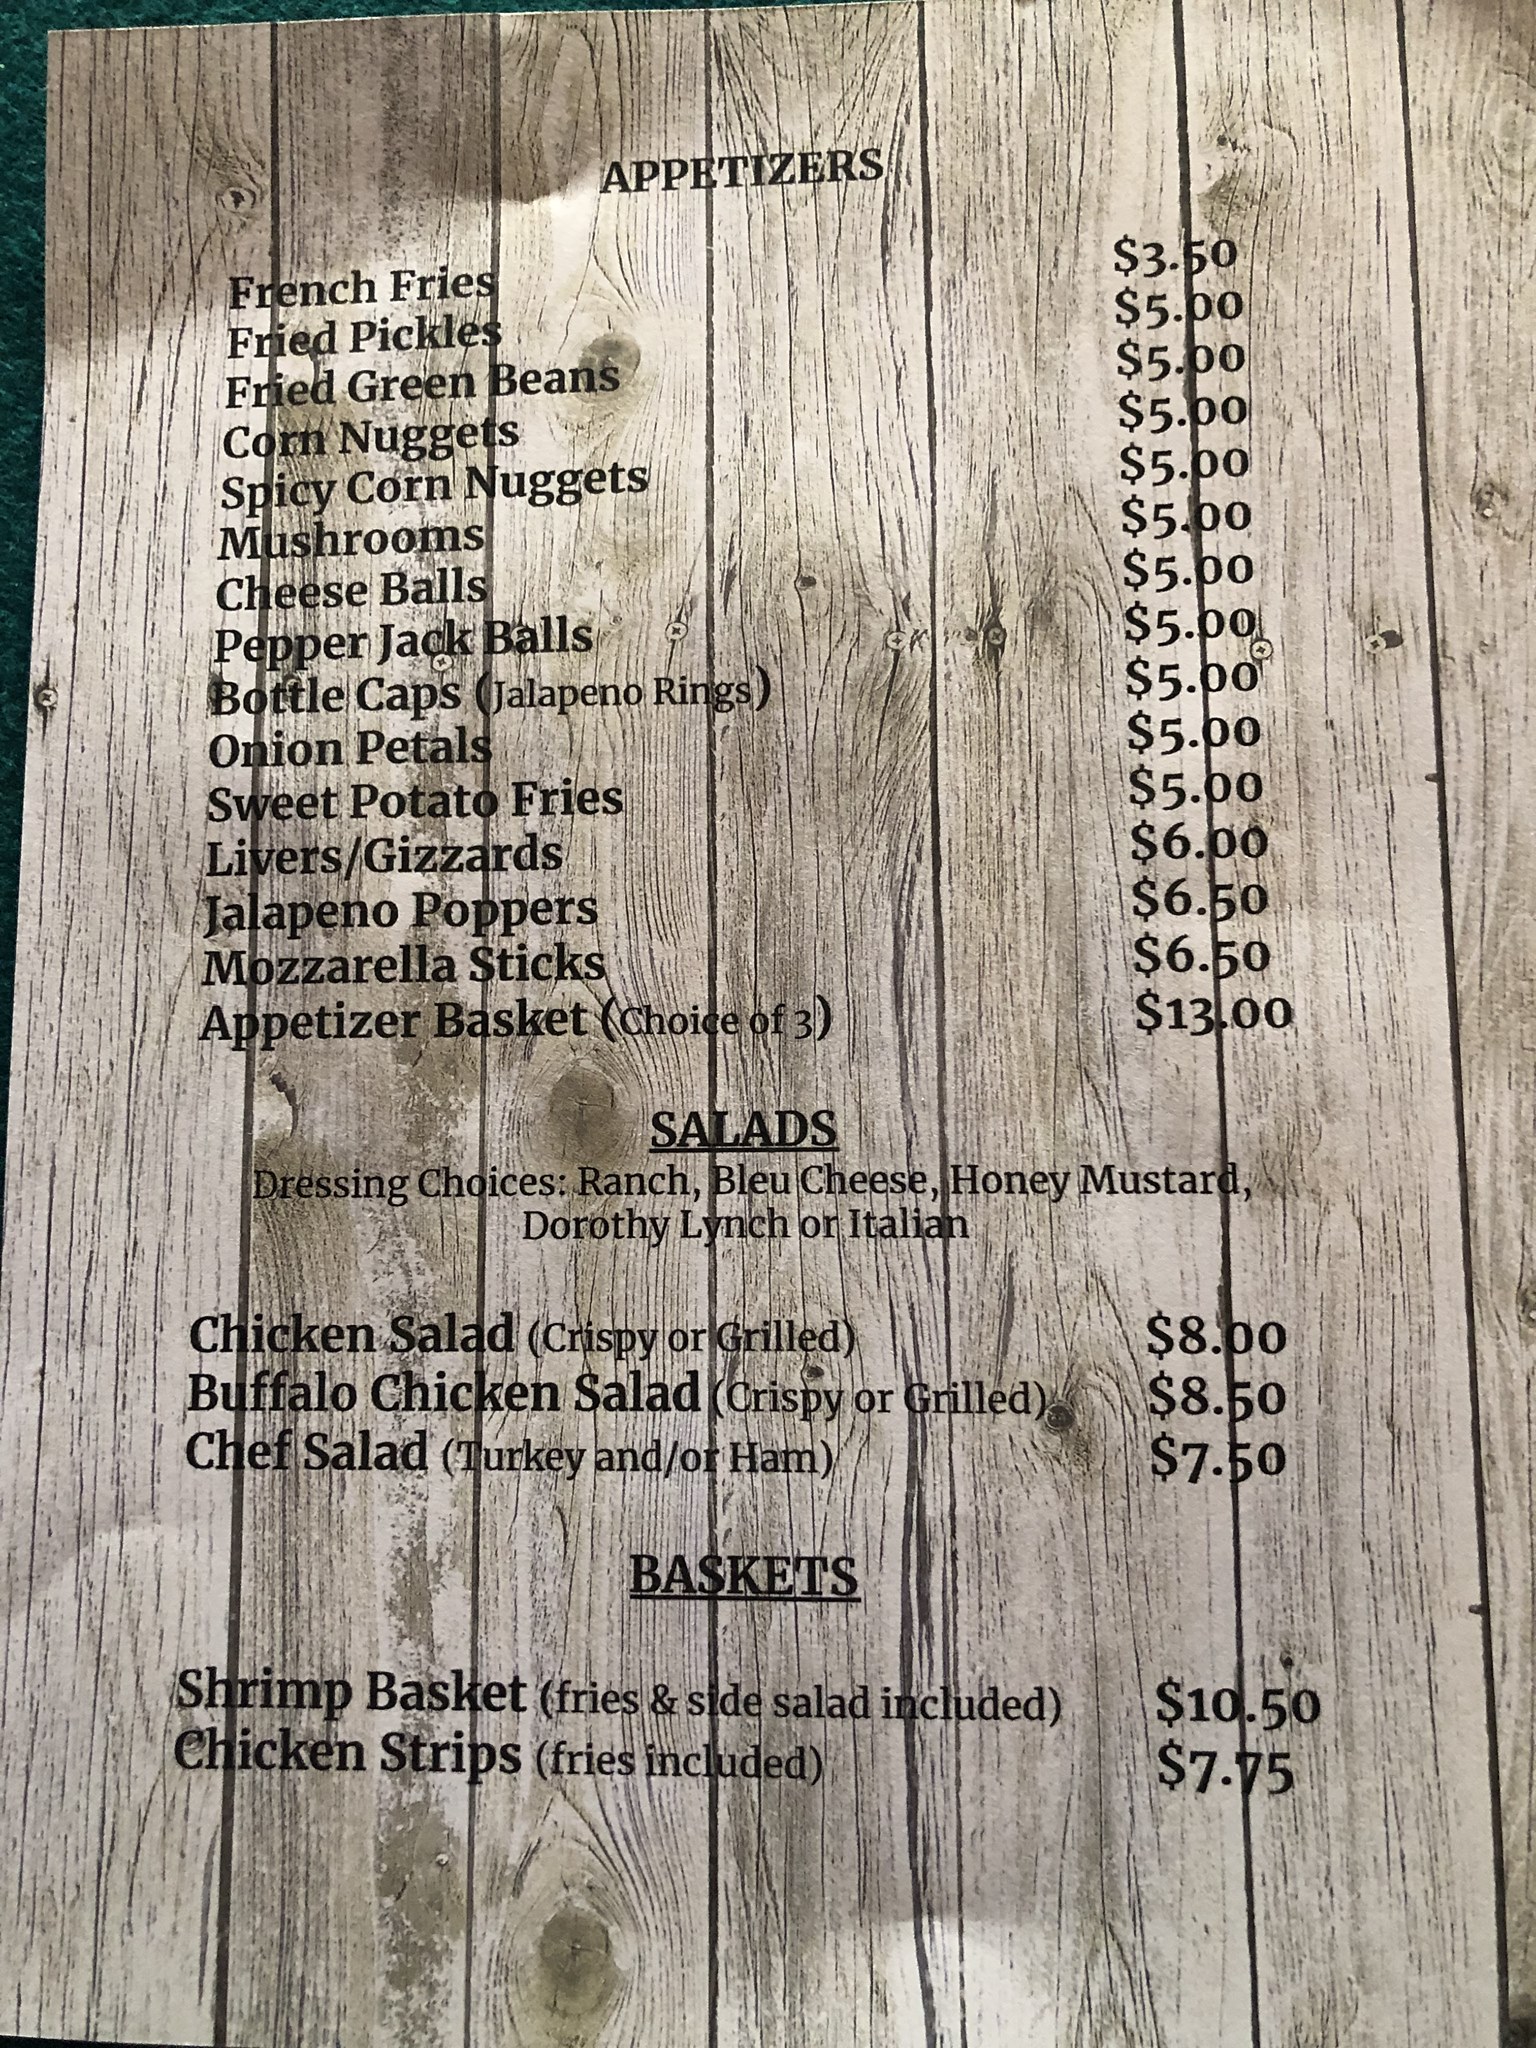 APPETIZERS
French Fries $3.50
Fried Pickles $5.00
Fried Green Beans $5.00
Corn Nuggets $5.00
Spicy Corn Nuggets $5.00
Mushrooms $5.00
Cheese Balls $5.00
Pepper Jack Balls $5.00
Bottle Caps (Jalapeno Rings) $5.00
Onion Petals $5.00
Sweet Potato Fries $5.00
Livers/Gizzards $6.00
Jalapeno Poppers $6.50
Mozzarella Sticks $6.50
Appetizer Basket (Choice of 3) $13.00
SALADS
Dressing Choices: Ranch, Bleu Cheese, Honey Mustard,
Dorothy Lynch or Italian
Chicken Salad (Crispy or Grilled) $8.00
Buffalo Chicken Salad (Crispy or Grilled) $8.50
Chef Salad (Turkey and/or Ham) $7.50
BASKETS
Shrimp Basket (fries & side salad included) $10.50
Chicken Strips (fries included) $7.75